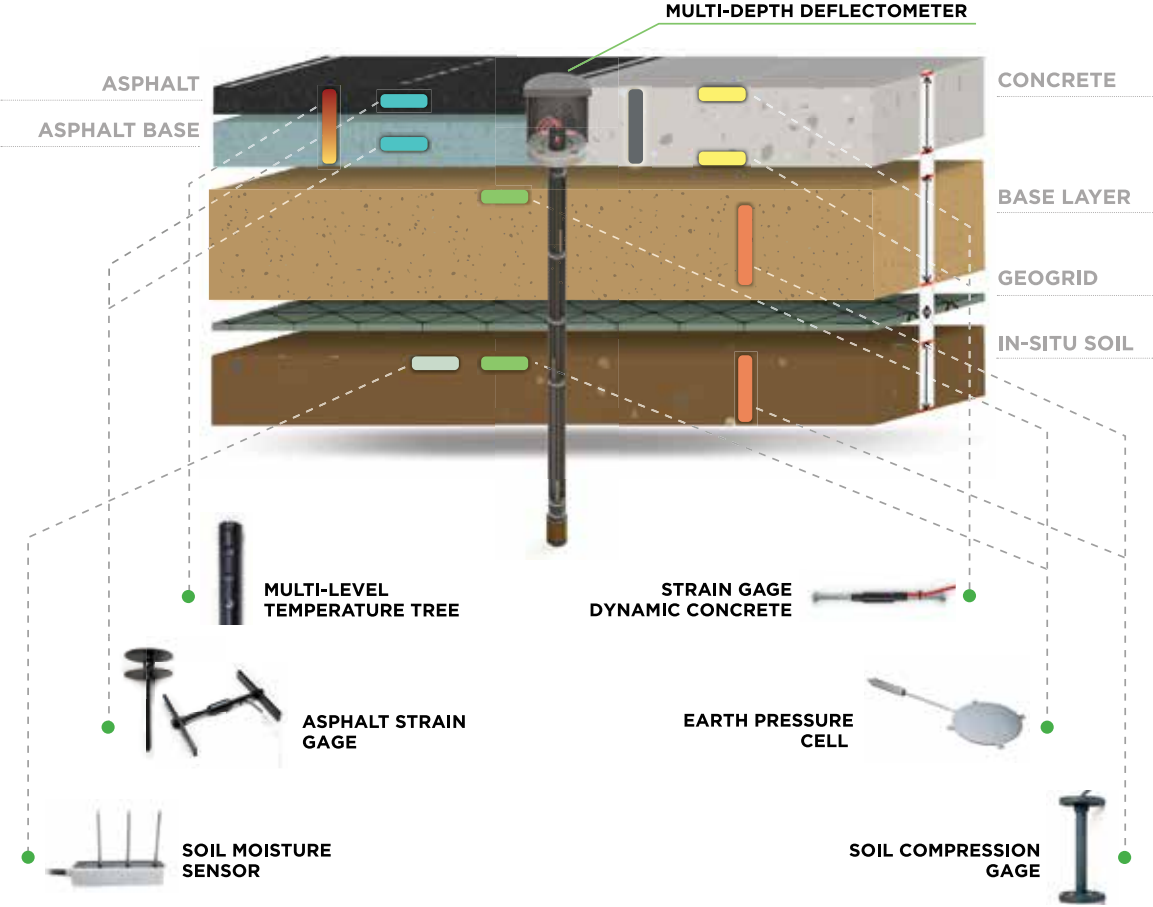 MULTI-DEPTH DEFLECTOMETER
ASPHALT
CONCRETE
ASPHALT BASE
BASE LAYER
GEOGRID
IN-SITU SOIL
MULTI-LEVEL
TEMPERATURE TREE
STRAIN GAGE
DYNAMIC CONCRETE
ASPHALT STRAIN
GAGE
EARTH PRESSURE
CELL
SOIL MOISTURE
SENSOR
SOIL COMPRESSION
GAGE